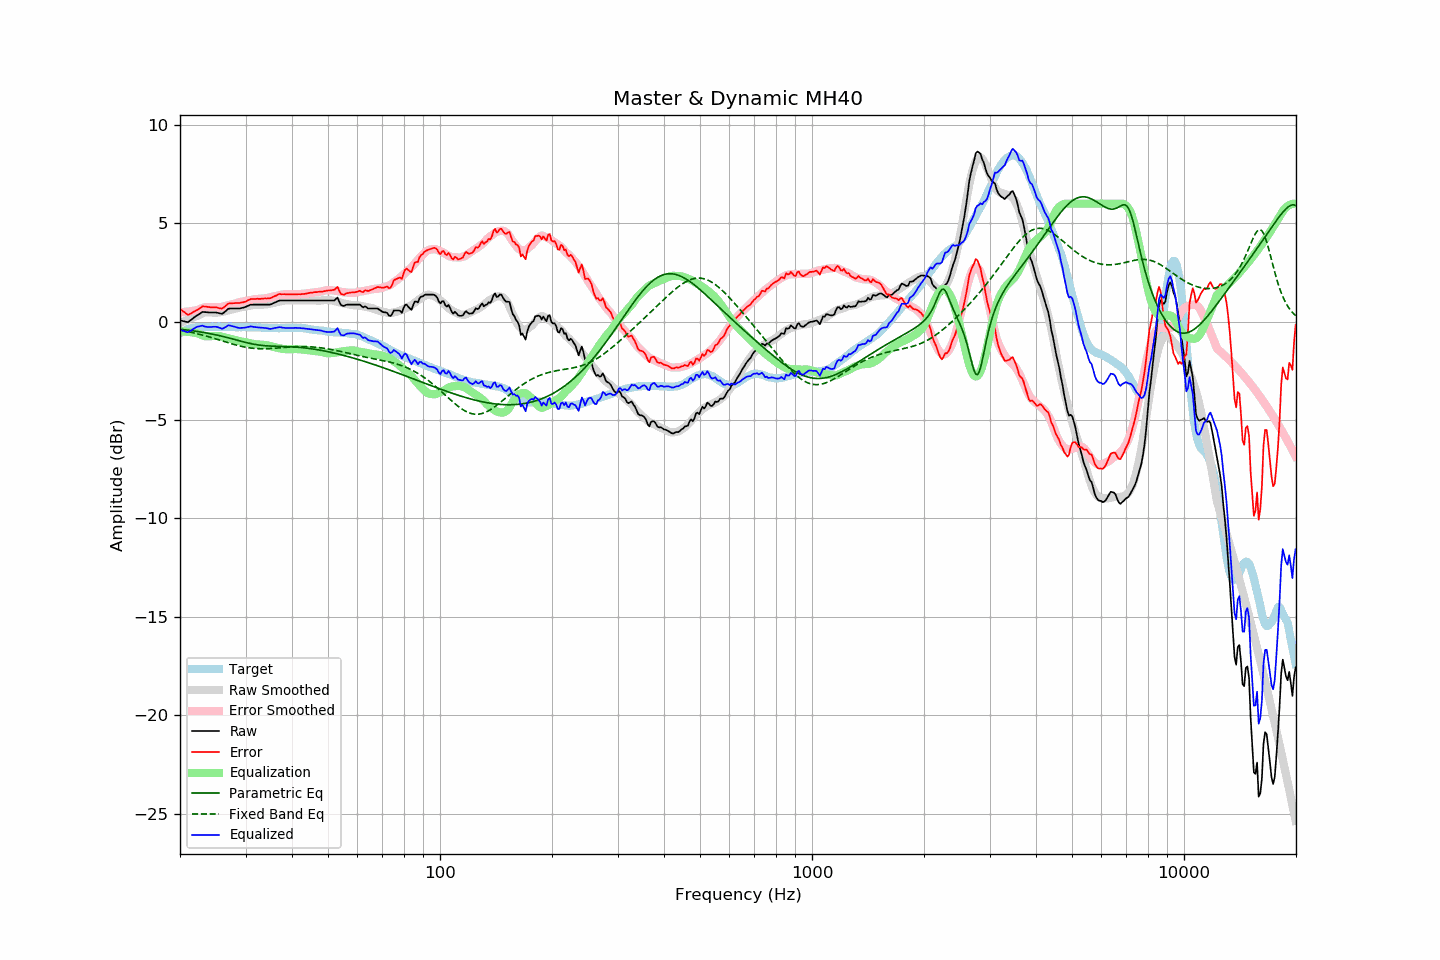 Master & Dynamic MH40
10
5
0
−5
−10
−15
−20
−25
Amplitude (dBr)
Target
Raw Smoothed
Error Smoothed
Raw
Error
Equalization
Parametric Eq
Fixed Band Eq
Equalized
100
1000
10000
Frequency (Hz)